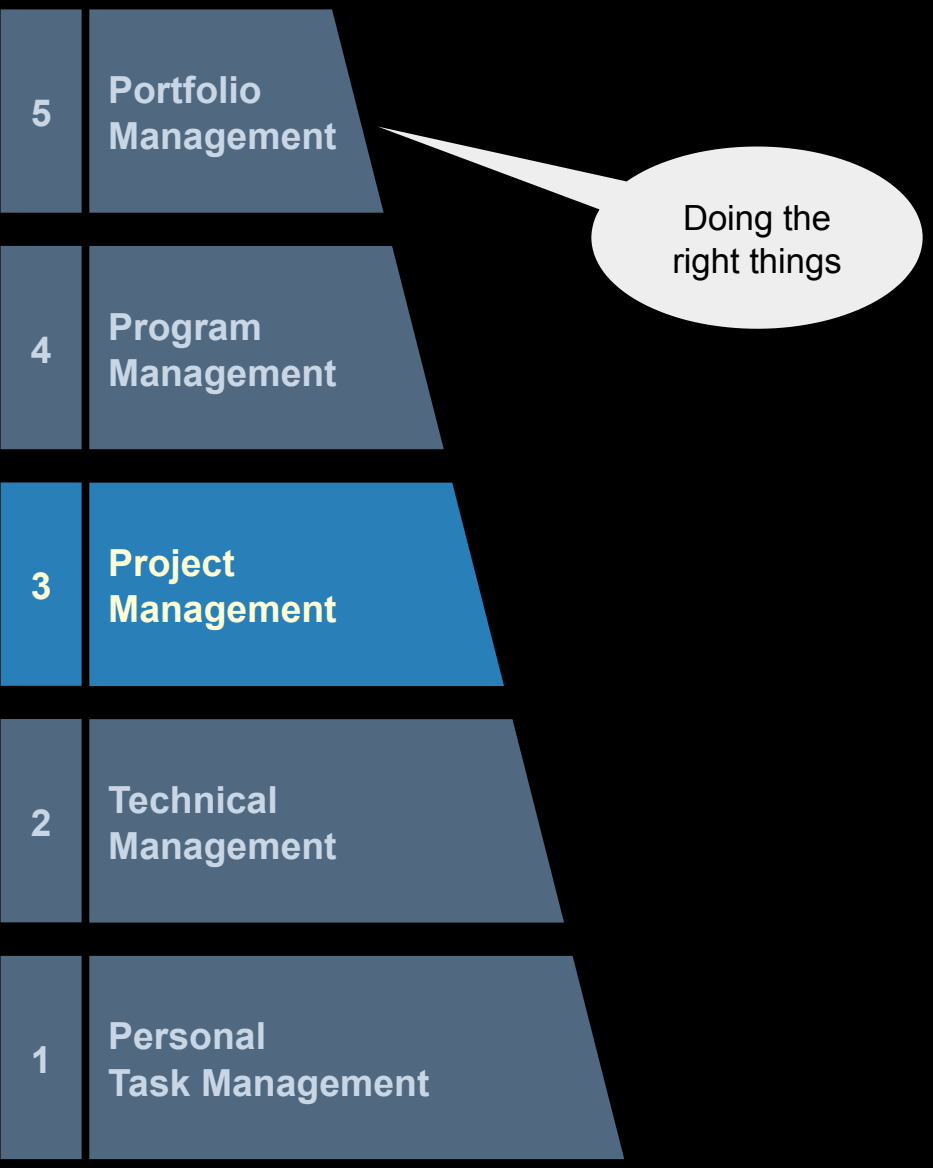 5
Portfolio
Management
Doing the
right things
4
Program
Management
3
Project
Management
2
Technical
Management
1
Personal
Task Management